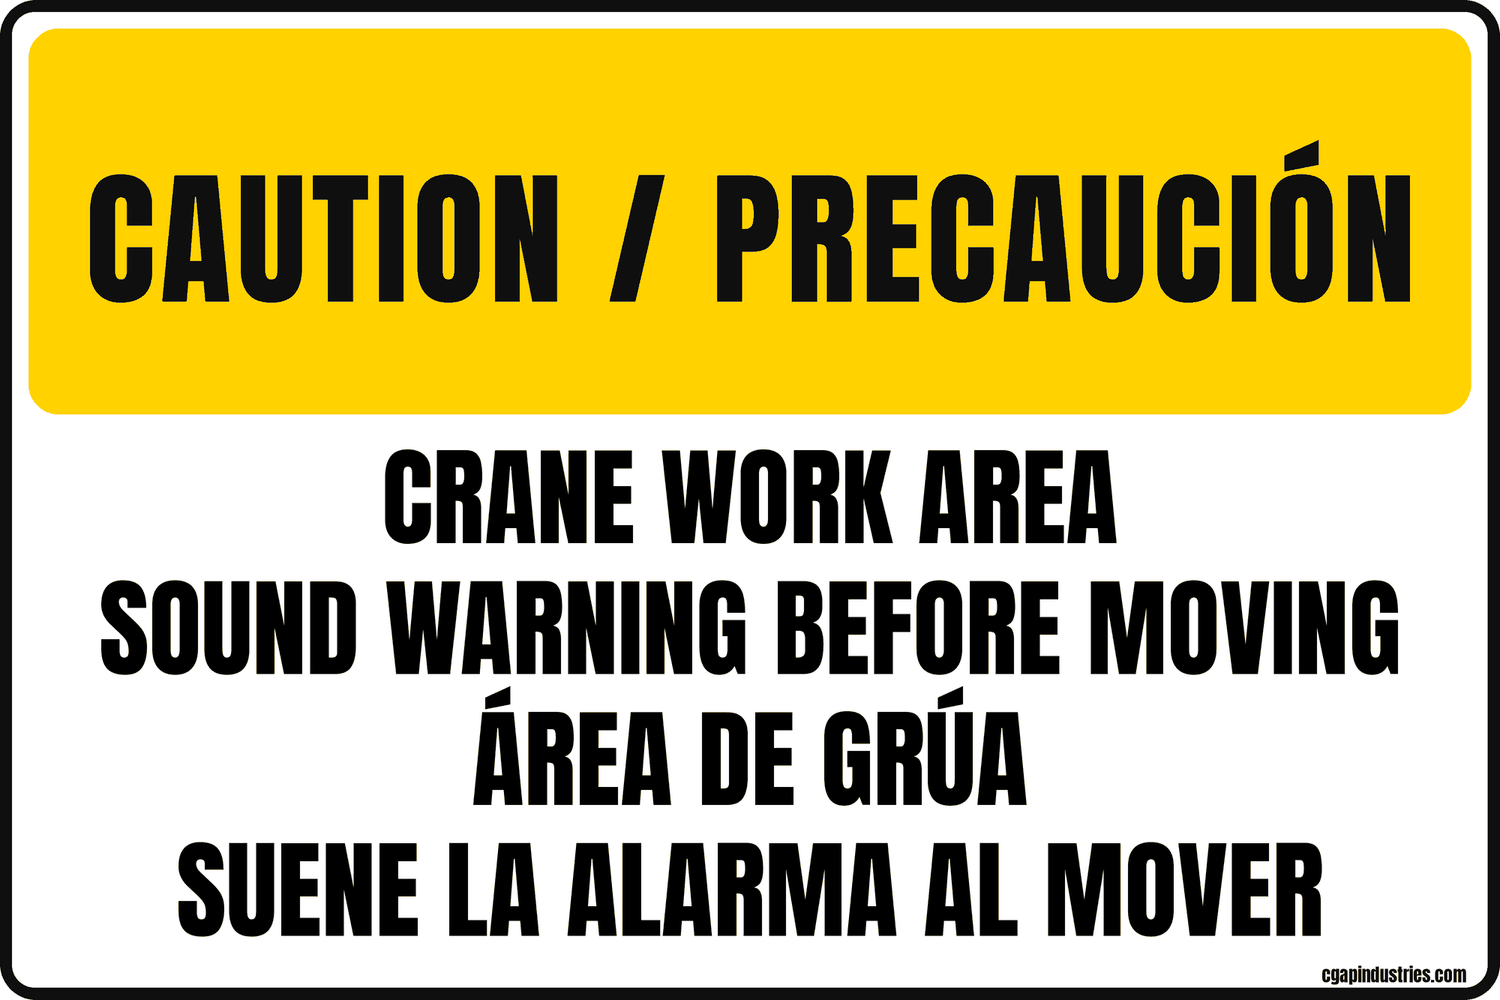 CAUTION / PRECAUCIÓN
CRANE WORK AREA
SOUND WARNING BEFORE MOVING
ÁREA DE GRÚA
SUENE LA ALARMA AL MOVER
cgapindustries.com